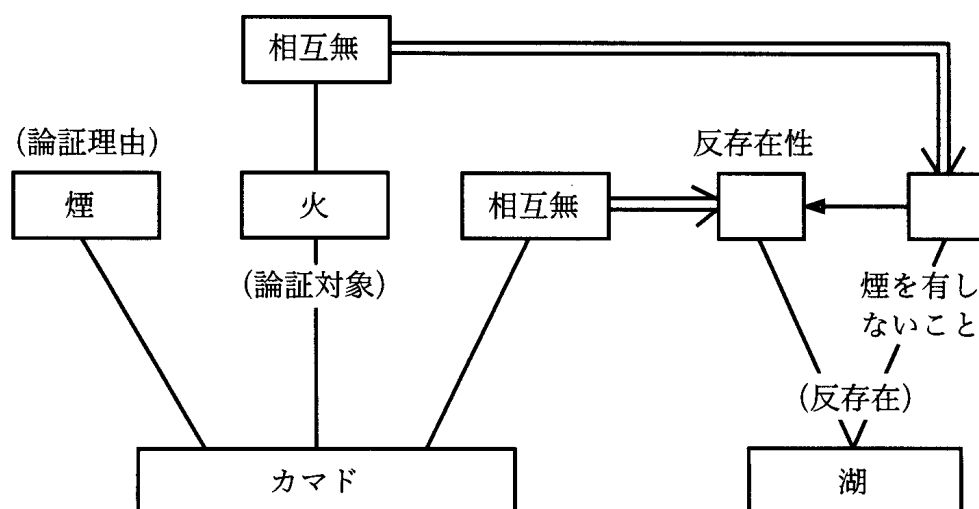 相互無
(論証理由)
反存在性
煙
火
相互無
(論証対象)
煙を有し
ないこと
(反存在)
カマド
湖